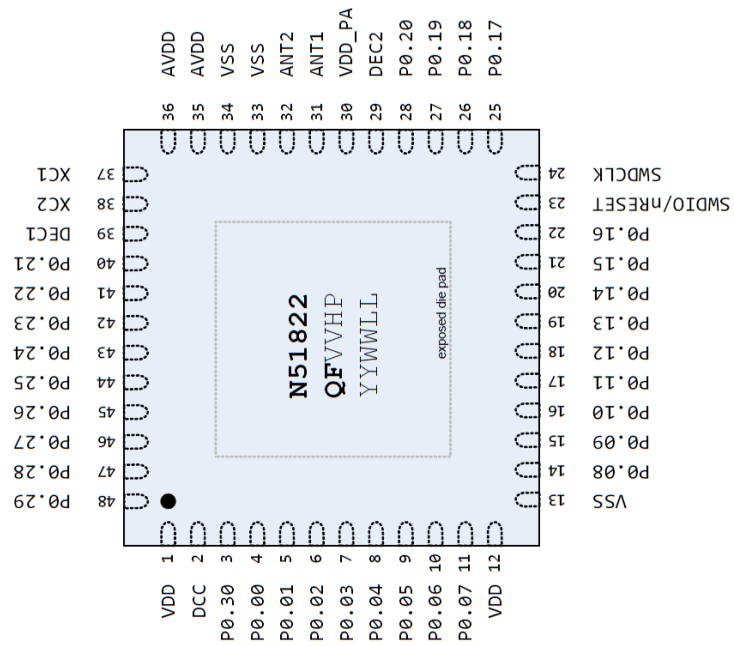 AVDD AVDD VSS VSS ANT2 ANT1 VDD_PA DEC2 P0.20 P0.19 P0.18 P0.17
36 35 34 33 32 31 30 29 28 27 26 25
XC1 37
XC2 38
DEC1 39
P0.21 40
P0.22 41
P0.23 42
P0.24 43
P0.25 44
P0.26 45
P0.27 46
P0.28 47
P0.29 48
N51822
QFVVHP
YYWWLL
exposed die pad
24 SWDCLK
23 SWDIO/nRESET
22 P0.16
21 P0.15
20 P0.14
19 P0.13
18 P0.12
17 P0.11
16 P0.10
15 P0.09
14 P0.08
13 VSS
1 2 3 4 5 6 7 8 9 10 11 12
VDD DCC P0.30 P0.00 P0.01 P0.02 P0.03 P0.04 P0.05 P0.06 P0.07 VDD